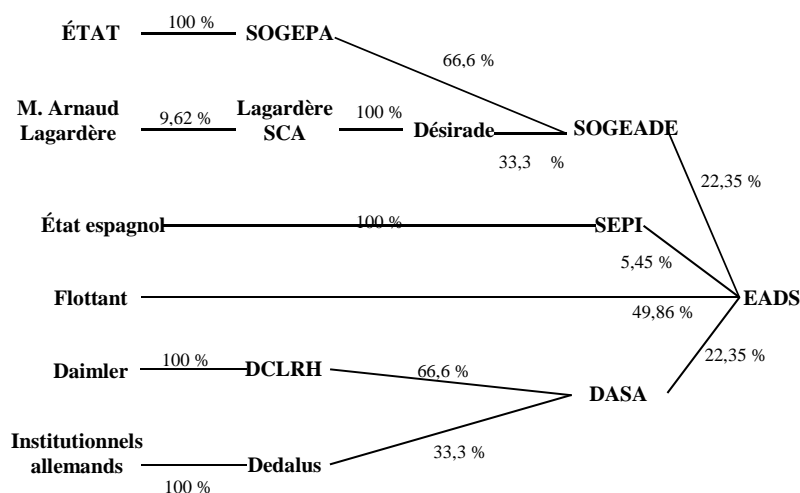 100 %
ÉTAT SOGEPA
66,6 %
M. Arnaud
Lagardère
9,62 %
Lagardère
SCA
100 %
Désirade
SOGEADE
33,3 %
22,35 %
État espagnol
100 %
SEPI
5,45 %
Flottant
EADS
49,86 %
22,35 %
Daimler
100 %
DCLRH
66,6 %
DASA
Institutionnels
allemands
Dedalus
33,3 %
100 %